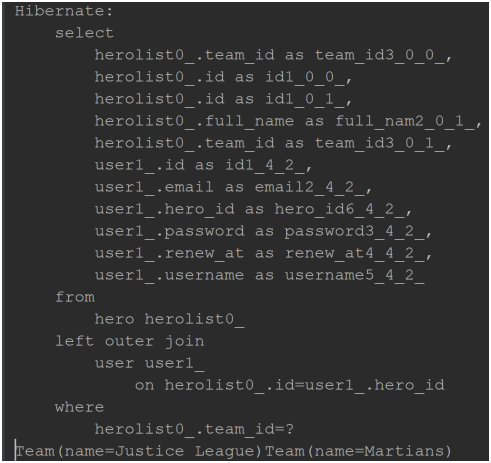 Hibernate:
select
herolist0_.team_id as team_id3_0_0_,
herolist0_.id as id1_0_0_,
herolist0_.id as id1_0_1_,
herolist0_.full_name as full_nam2_0_1_,
herolist0_.team_id as team_id3_0_1_,
user1_.id as id1_4_2_,
user1_.email as email2_4_2_,
user1_.hero_id as hero_id6_4_2_,
user1_.password as password3_4_2_,
user1_.renew_at as renew_at4_4_2_,
user1_.username as username5_4_2_
from
hero herolist0_
left outer join
user user1_
on herolist0_.id=user1_.hero_id
where
herolist0_.team_id=?
Team(name=Justice League)Team(name=Martians)